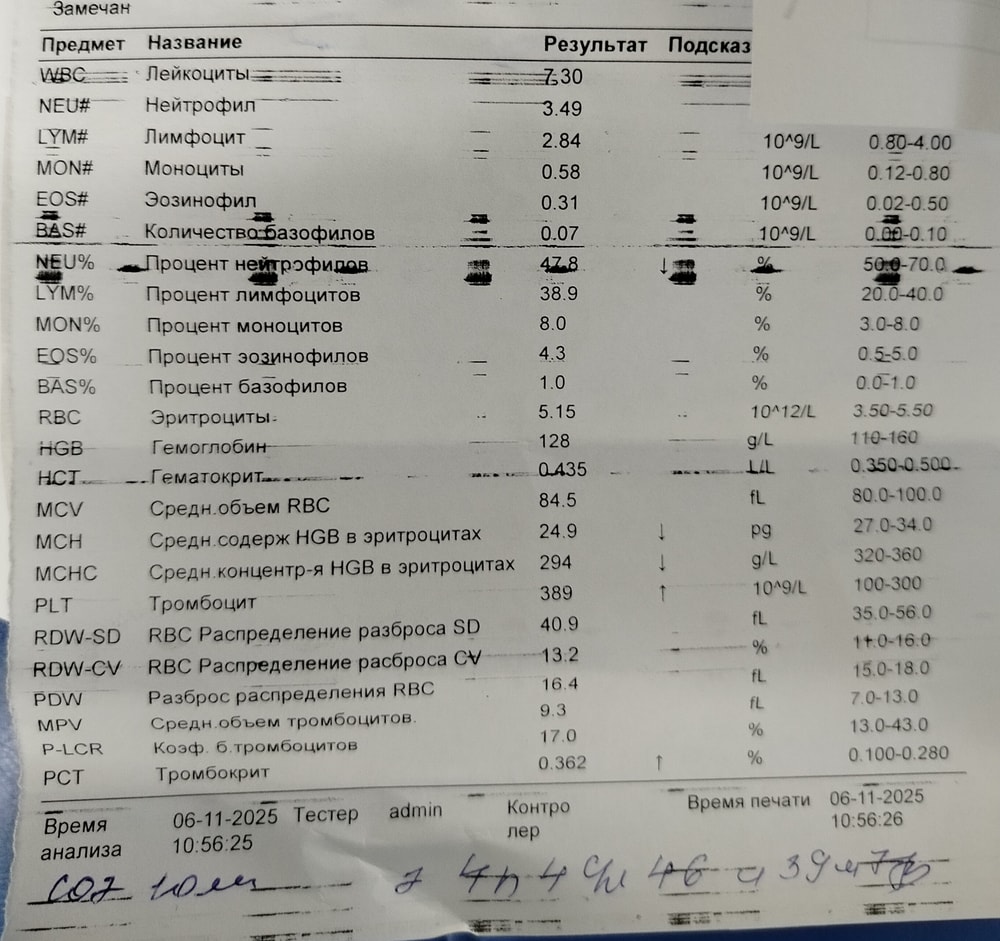 Замечан
Предмет Название Результат Подсказ
WBC Лейкоциты 7.30
NEU# Нейтрофил 3.49
LYM# Лимфоцит 2.84 10^9/L 0.80-4.00
MON# Моноциты 0.58 10^9/L 0.12-0.80
EOS# Эозинофил 0.31 10^9/L 0.02-0.50
BAS# Количество базофилов 0.07 10^9/L 0.00-0.10
NEU% Процент нейтрофилов 47.8 ↓ % 50.0-70.0
LYM% Процент лимфоцитов 38.9 % 20.0-40.0
MON% Процент моноцитов 8.0 % 3.0-8.0
EOS% Процент эозинофилов 4.3 % 0.5-5.0
BAS% Процент базофилов 1.0 % 0.0-1.0
RBC Эритроциты 5.15 10^12/L 3.50-5.50
HGB Гемоглобин 128 g/L 110-160
HCT Гематокрит 0.435 L/L 0.350-0.500
MCV Средн.объем RBC 84.5 fL 80.0-100.0
MCH Средн.содерж HGB в эритроцитах 24.9 ↓ pg 27.0-34.0
MCHC Средн.концентр-я HGB в эритроцитах 294 ↓ g/L 320-360
PLT Тромбоцит 389 ↑ 10^9/L 100-300
RDW-SD RBC Распределение разброса SD 40.9 fL 35.0-56.0
RDW-CV RBC Распределение расброса CV 13.2 % 11.0-16.0
PDW Разброс распределения RBC 16.4 fL 15.0-18.0
MPV Средн.объем тромбоцитов. 9.3 fL 7.0-13.0
P-LCR Коэф. б.тромбоцитов 17.0 % 13.0-43.0
PCT Тромбокрит 0.362 ↑ % 0.100-0.280
Время анализа 06-11-2025 10:56:25 Тестер admin Контро лер Время печати 06-11-2025 10:56:26
СОЭ 10мм э 4 п 4 с/я 46 л 39 м 7